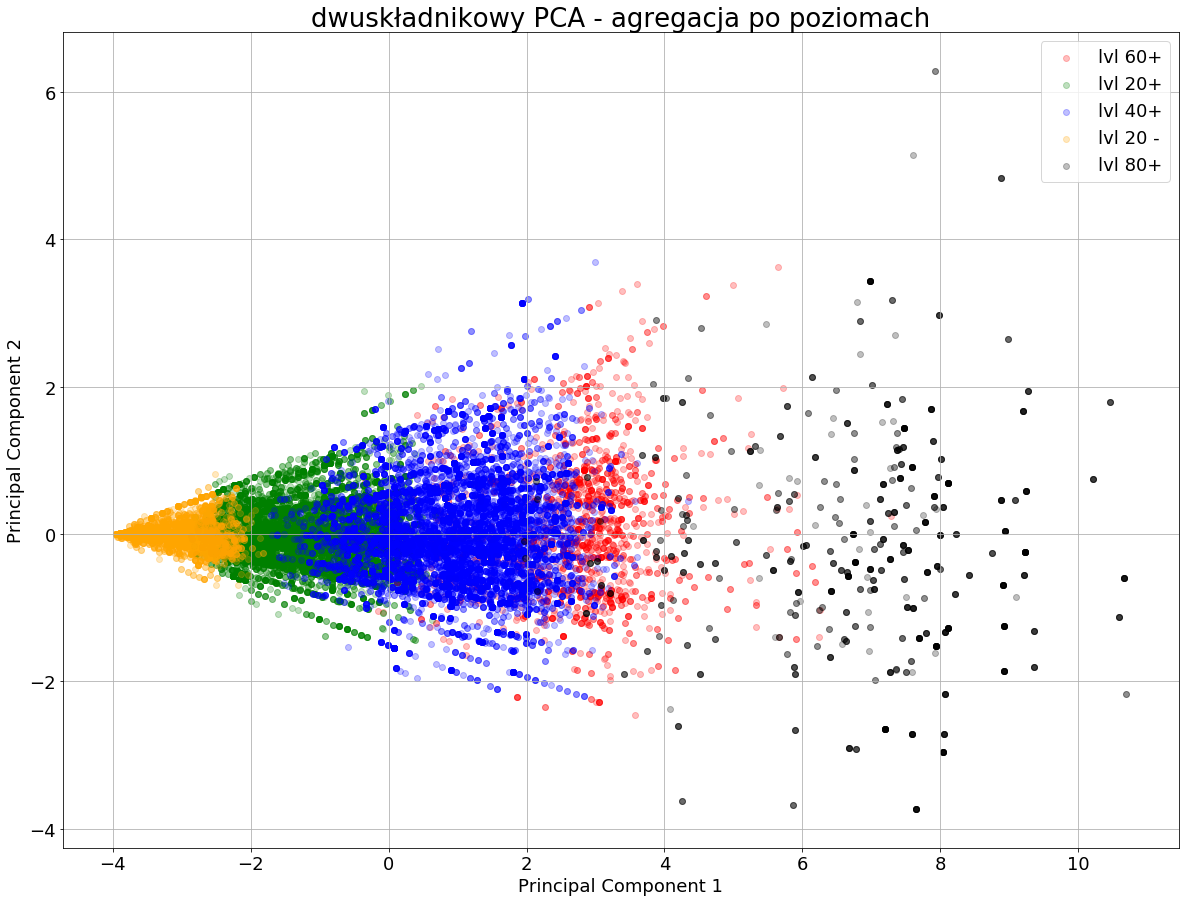 dwuskładnikowy PCA - agregacja po poziomach
lvl 60+
lvl 20+
lvl 40+
lvl 20 -
lvl 80+
6
4
2
0
−2
−4
Principal Component 2
−4 −2 0 2 4 6 8 10
Principal Component 1